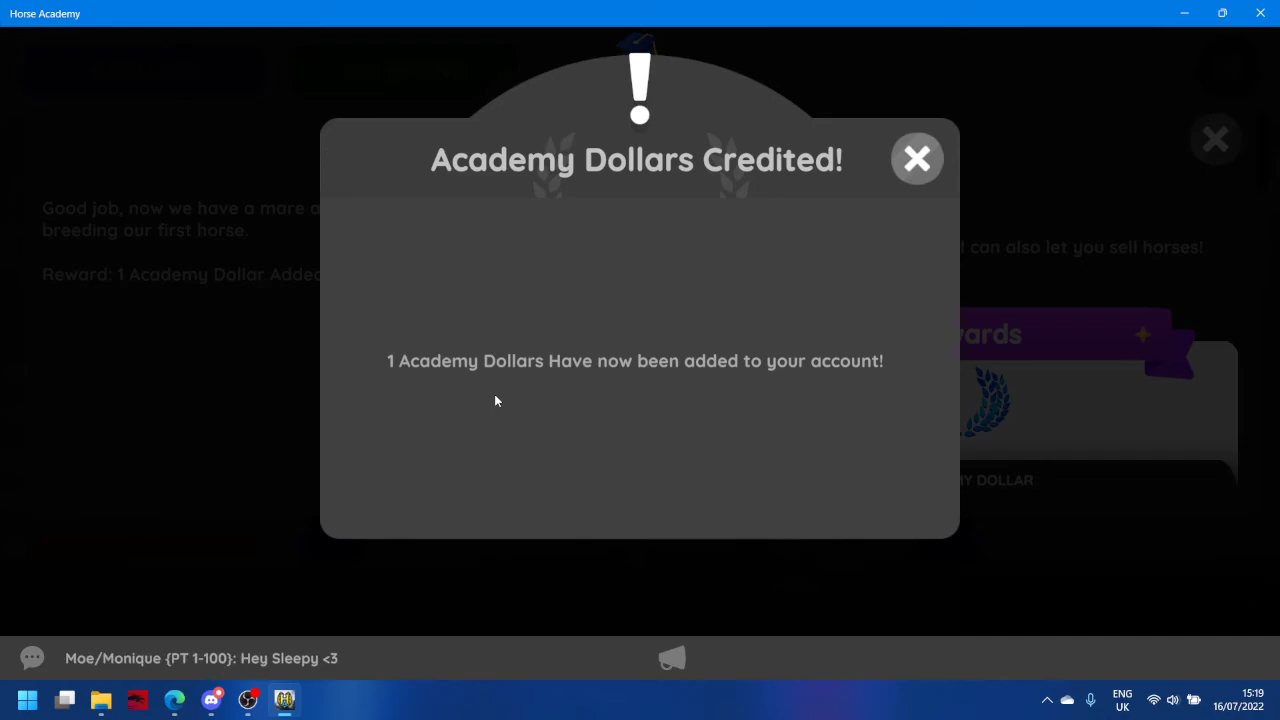 Horse Academy
Academy Dollars Credited!
Good job, now we have a mare a
breeding our first horse.
Reward: 1 Academy Dollar Added
l can also let you sell horses!
wards
1 Academy Dollars Have now been added to your account!
MY DOLLAR
Moe/Monique {PT 1-100}: Hey Sleepy <3
ENG
UK
15:19
16/07/2022